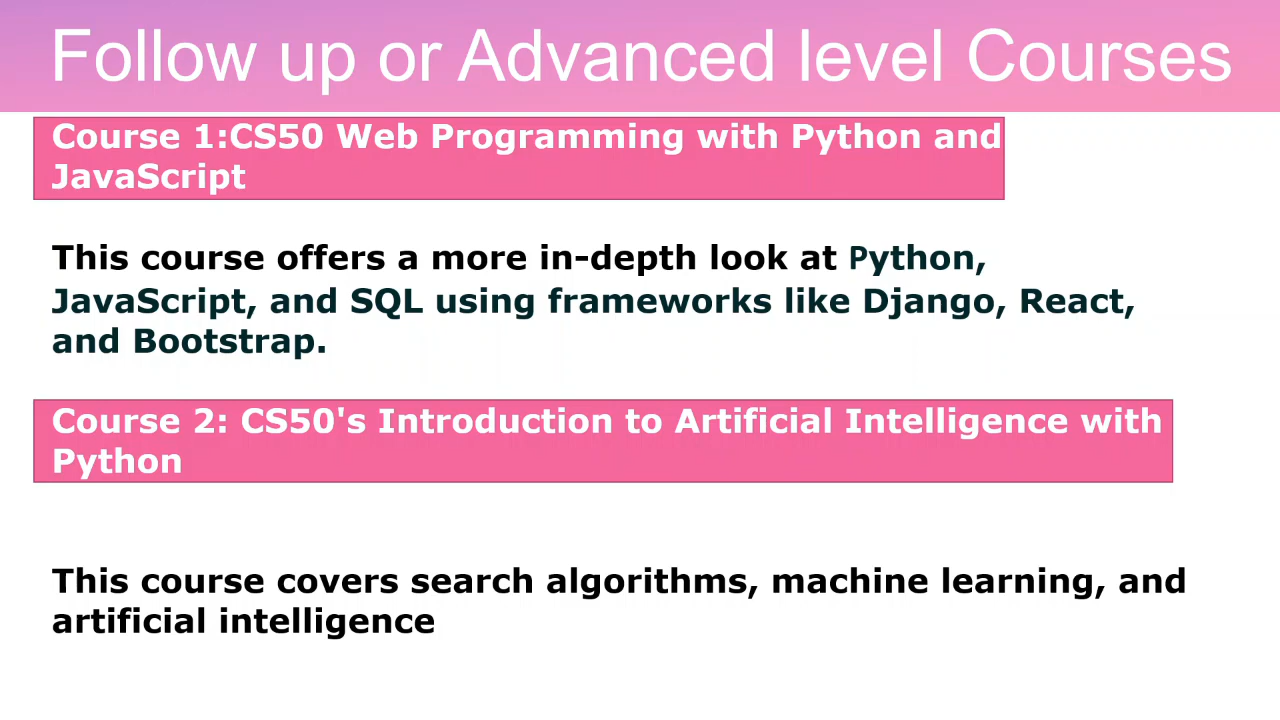 Follow up or Advanced level Courses
Course 1:CS50 Web Programming with Python and
JavaScript
This course offers a more in-depth look at Python,
JavaScript, and SQL using frameworks like Django, React,
and Bootstrap.
Course 2: CS50's Introduction to Artificial Intelligence with
Python
This course covers search algorithms, machine learning, and
artificial intelligence